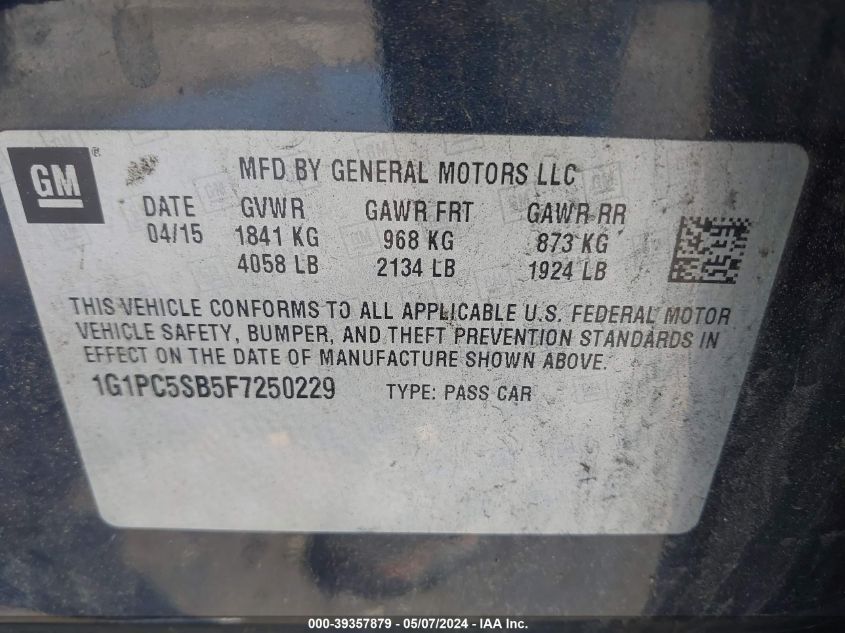 GM ®
MFD BY GENERAL MOTORS LLC
DATE GVWR GAWR FRT GAWR RR
04/15 1841 KG 968 KG 873 KG
4058 LB 2134 LB 1924 LB
THIS VEHICLE CONFORMS TO ALL APPLICABLE U.S. FEDERAL MOTOR
VEHICLE SAFETY, BUMPER, AND THEFT PREVENTION STANDARDS IN
EFFECT ON THE DATE OF MANUFACTURE SHOWN ABOVE.
1G1PC5SB5F7250229 TYPE: PASS CAR
000-39357879 - 05/07/2024 - IAA, Inc.